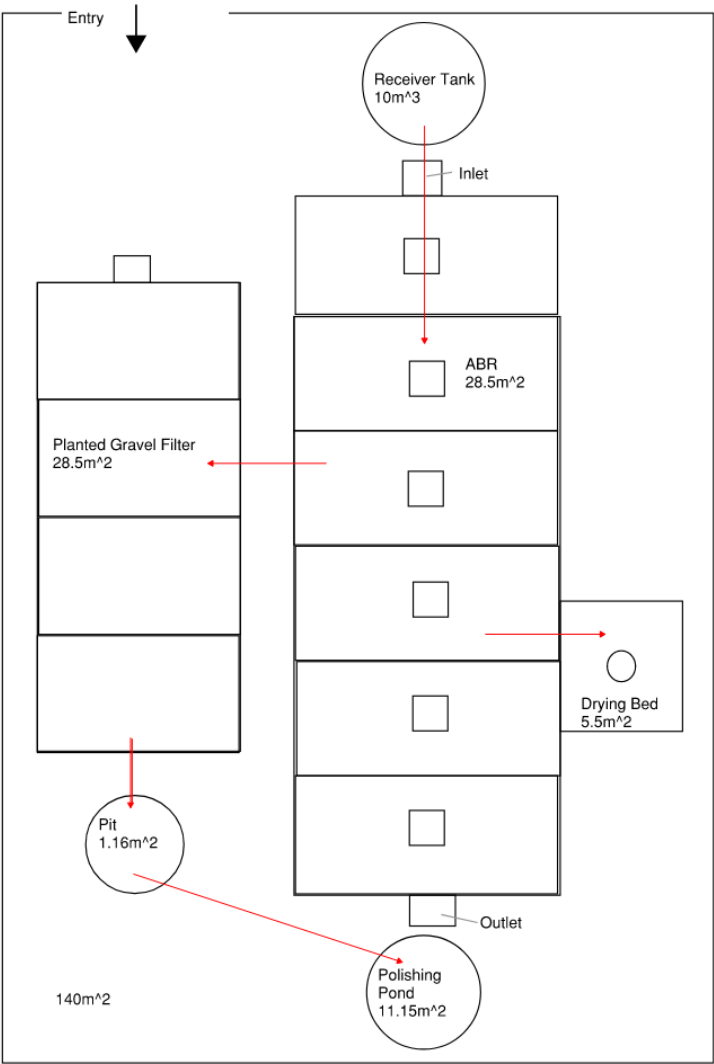 Entry
Receiver Tank
10m^3
Inlet
ABR
28.5m^2
Planted Gravel Filter
28.5m^2
Drying Bed
5.5m^2
Pit
1.16m^2
Outlet
Polishing
Pond
11.15m^2
140m^2